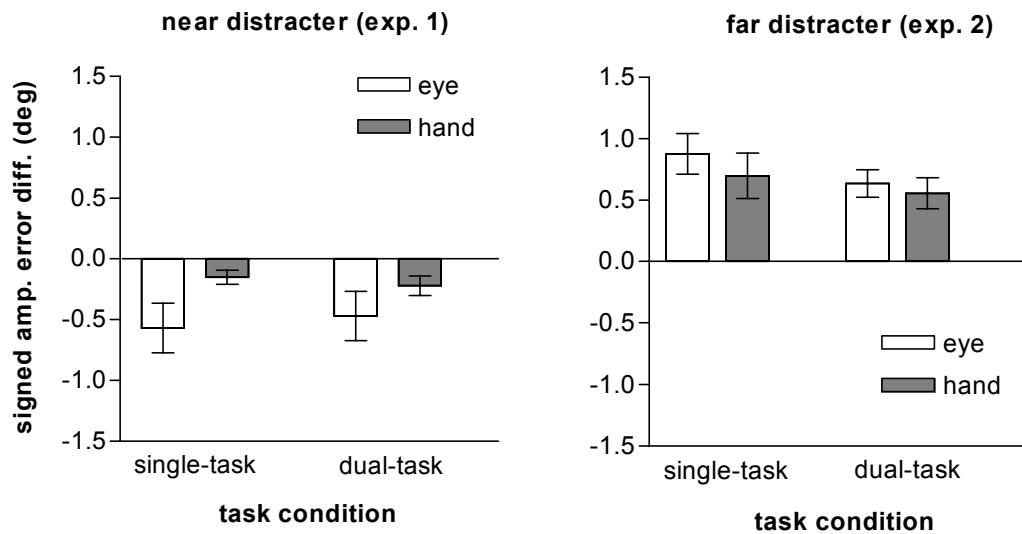 near distracter (exp. 1)
signed amp. error diff. (deg)
1.5
1.0
0.5
0.0
-0.5
-1.0
-1.5
eye
hand
single-task
dual-task
task condition
far distracter (exp. 2)
1.5
1.0
0.5
0.0
-0.5
-1.0
-1.5
eye
hand
single-task
dual-task
task condition